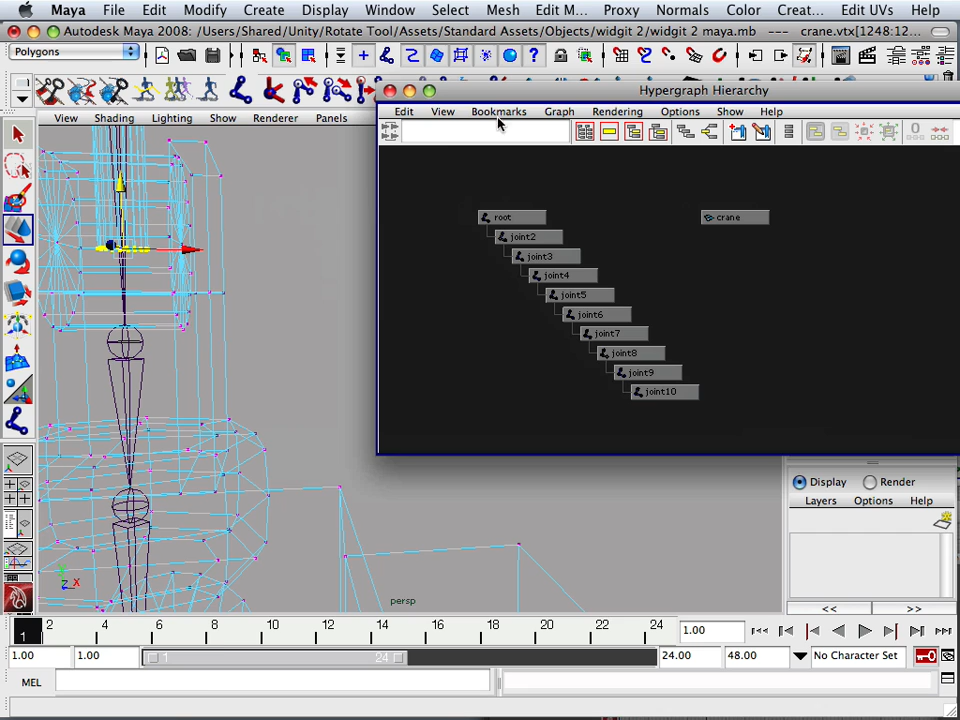 Maya File Edit Modify Create Display Window Select Mesh Edit M... Proxy Normals Color Creat... Edit UVs Help
Autodesk Maya 2008: /Users/Shared/Unity/Rotate Tool/Assets/Standard Assets/Objects/widgit 2/widgit 2 maya.mb --- crane.vtx[1248:12...
Polygons
Hypergraph Hierarchy
Edit View Bookmarks Graph Rendering Options Show Help
View Shading Lighting Show Renderer Panels
root
crane
joint2
joint3
joint4
joint5
joint6
joint7
joint8
joint9
joint10
Display Render
Layers Options Help
Y
Z X
persp
<< >>
1 2 4 6 8 10 12 14 16 18 20 22 24
1.00
1.00 1.00 1 24 24.00 48.00 No Character Set
MEL